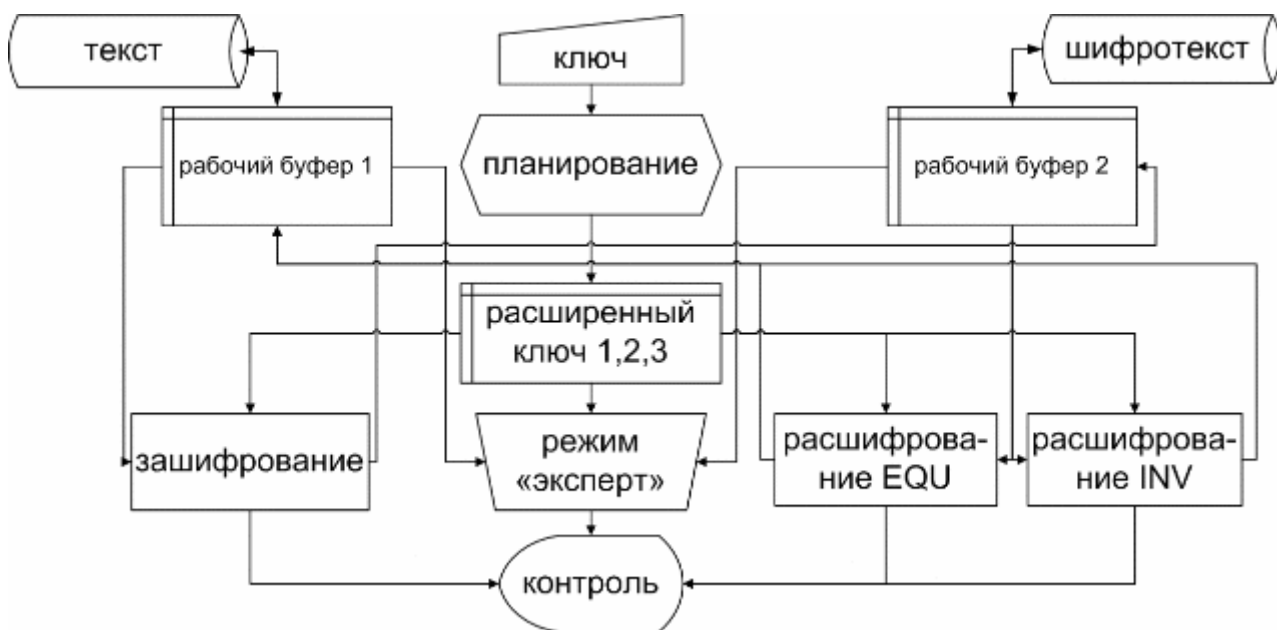 текст
ключ
шифротекст
рабочий буфер 1
планирование
рабочий буфер 2
расширенный
ключ 1,2,3
зашифрование
режим
«эксперт»
расшифрова-
ние EQU
расшифрова-
ние INV
контроль